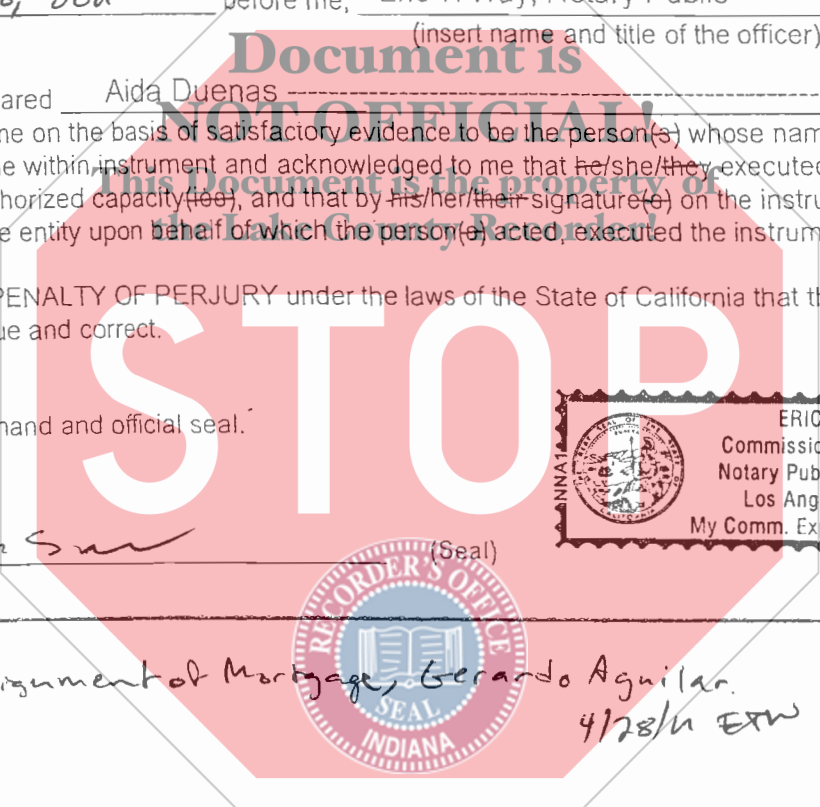 before me,
(insert name and title of the officer)
Document is
ared Aida Duenas
NOT OFFICIAL!
ne on the basis of satisfactory evidence to be the person(s) whose nam
e within instrument and acknowledged to me that he/she/they executed
This Document is the property of
horized capacity(ies), and that by his/her/their signature(s) on the instru
the Lake County Recorder!
e entity upon behalf of which the person(s) acted, executed the instrum
PENALTY OF PERJURY under the laws of the State of California that th
ue and correct.
STOP
hand and official seal.
ERIC
Commissio
NNA1
Notary Pub
Los Ang
My Comm. Ex
(Seal)
RECORDER'S OFFICE
SEAL
INDIANA
ignment of Mortgage, Gerardo Aguilar.
4/28/11 ETW